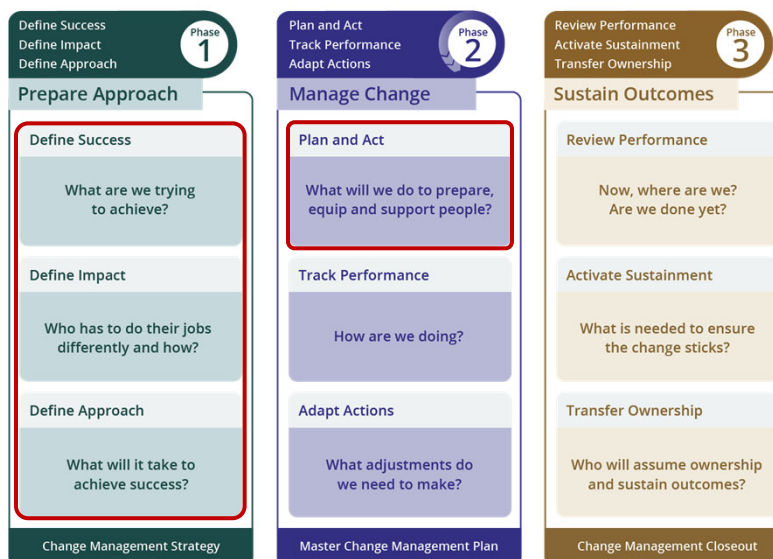 Define Success
Define Impact
Define Approach
Phase
1
Prepare Approach
Define Success
What are we trying
to achieve?
Define Impact
Who has to do their jobs
differently and how?
Define Approach
What will it take to
achieve success?
Change Management Strategy
Plan and Act
Track Performance
Adapt Actions
Phase
2
Manage Change
Plan and Act
What will we do to prepare,
equip and support people?
Track Performance
How are we doing?
Adapt Actions
What adjustments do
we need to make?
Master Change Management Plan
Review Performance
Activate Sustainment
Transfer Ownership
Phase
3
Sustain Outcomes
Review Performance
Now, where are we?
Are we done yet?
Activate Sustainment
What is needed to ensure
the change sticks?
Transfer Ownership
Who will assume ownership
and sustain outcomes?
Change Management Closeout